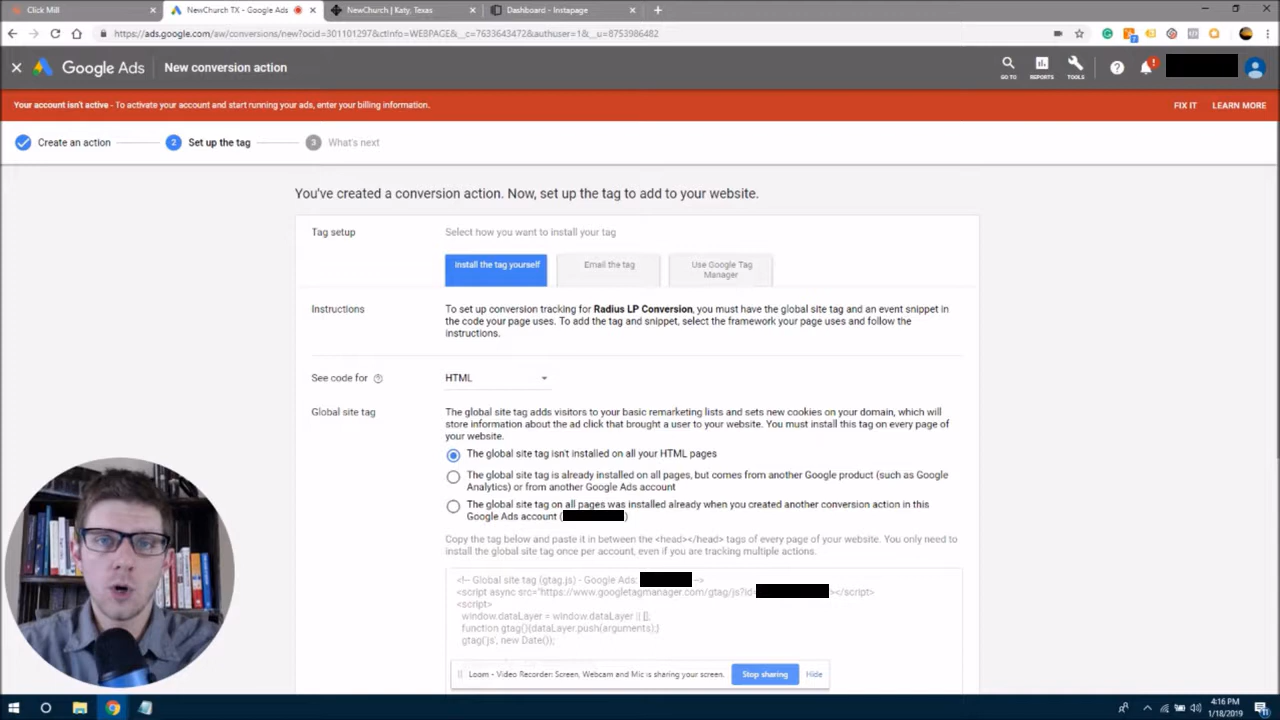 Click Mill
NewChurch TX - Google Ads
NewChurch | Katy, Texas
Dashboard - Instapage
https://ads.google.com/aw/conversions/new?ocid=301101297&ctInfo=WEBPAGE&__c=7633643472&authuser=1&__u=8753986482
Google Ads
New conversion action
GO TO
REPORTS
TOOLS
Your account isn't active - To activate your account and start running your ads, enter your billing information.
FIX IT
LEARN MORE
Create an action
2 Set up the tag
3 What's next
You've created a conversion action. Now, set up the tag to add to your website.
Tag setup
Select how you want to install your tag
Install the tag yourself
Email the tag
Use Google Tag
Manager
Instructions
To set up conversion tracking for Radius LP Conversion, you must have the global site tag and an event snippet in
the code your page uses. To add the tag and snippet, select the framework your page uses and follow the
instructions.
See code for
HTML
Global site tag
The global site tag adds visitors to your basic remarketing lists and sets new cookies on your domain, which will
store information about the ad click that brought a user to your website. You must install this tag on every page of
your website.
The global site tag isn't installed on all your HTML pages
The global site tag is already installed on all pages, but comes from another Google product (such as Google
Analytics) or from another Google Ads account
The global site tag on all pages was installed already when you created another conversion action in this
Google Ads account ( )
Copy the tag below and paste it in between the <head></head> tags of every page of your website. You only need to
install the global site tag once per account, even if you are tracking multiple actions.
<!-- Global site tag (gtag.js) - Google Ads: -->
<script async src="https://www.googletagmanager.com/gtag/js?id= ></script>
<script>
window.dataLayer = window.dataLayer || [];
function gtag(){dataLayer.push(arguments);}
gtag('js', new Date());
Loom - Video Recorder: Screen, Webcam and Mic is sharing your screen.
Stop sharing
Hide
4:16 PM
1/18/2019